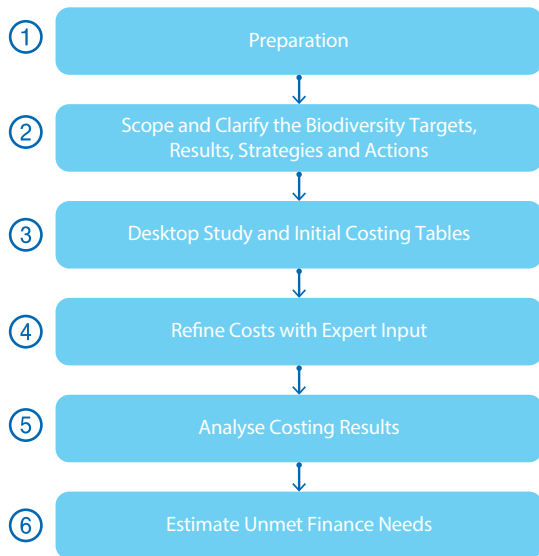 1 Preparation
2 Scope and Clarify the Biodiversity Targets,
Results, Strategies and Actions
3 Desktop Study and Initial Costing Tables
4 Refine Costs with Expert Input
5 Analyse Costing Results
6 Estimate Unmet Finance Needs